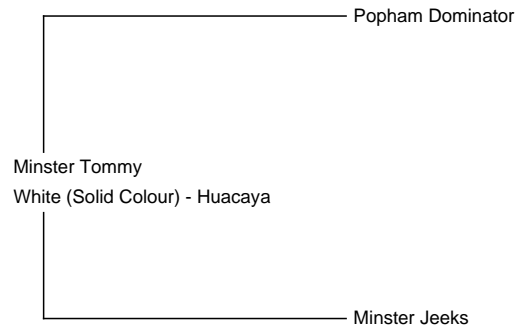 Popham Dominator
Minster Tommy
White (Solid Colour) - Huacaya
Minster Jeeks